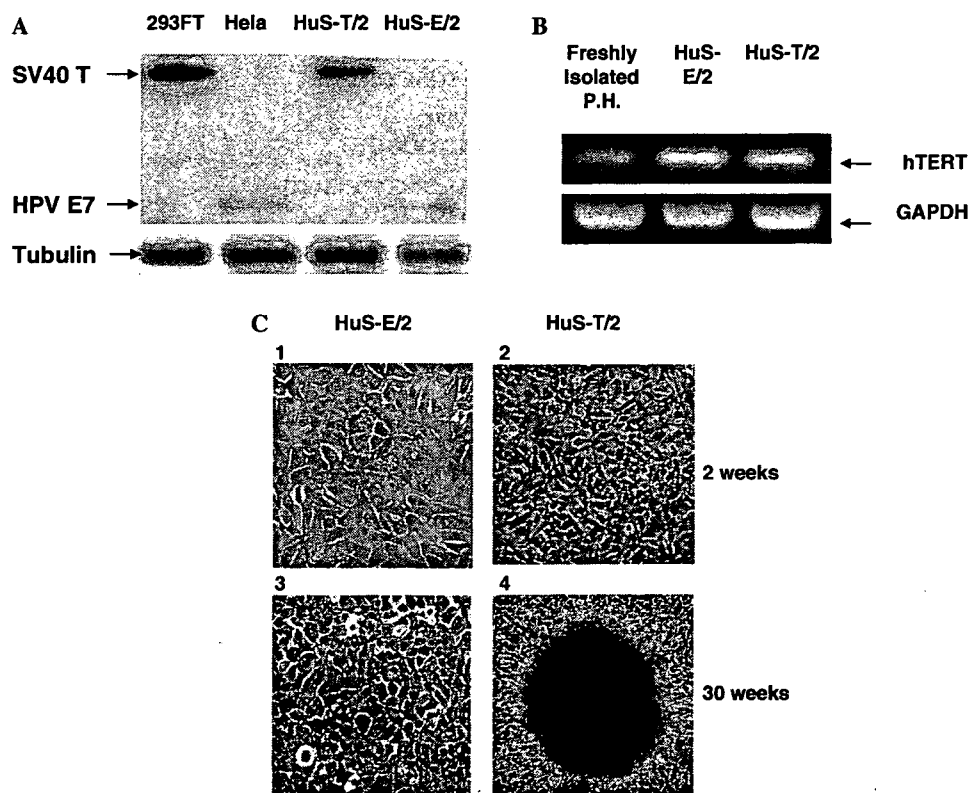 A
293FT Hela HuS-T/2 HuS-E/2
SV40 T
HPV E7
Tubulin
B
Freshly
Isolated
P.H.
HuS-
E/2
HuS-T/2
hTERT
GAPDH
C
HuS-E/2 HuS-T/2
1
2
2 weeks
3
4
30 weeks